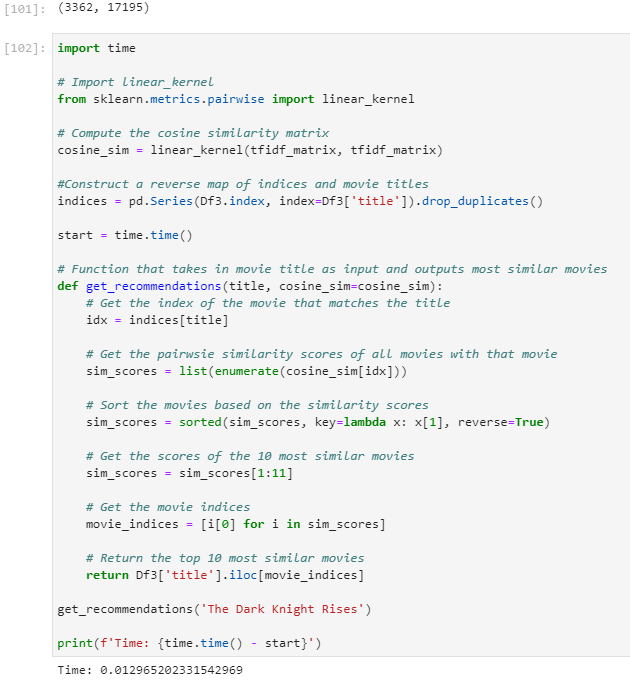 [101]: (3362, 17195)
[102]: import time
# Import linear_kernel
from sklearn.metrics.pairwise import linear_kernel
# Compute the cosine similarity matrix
cosine_sim = linear_kernel(tfidf_matrix, tfidf_matrix)
#Construct a reverse map of indices and movie titles
indices = pd.Series(Df3.index, index=Df3['title']).drop_duplicates()
start = time.time()
# Function that takes in movie title as input and outputs most similar movies
def get_recommendations(title, cosine_sim=cosine_sim):
    # Get the index of the movie that matches the title
    idx = indices[title]
    # Get the pairwsie similarity scores of all movies with that movie
    sim_scores = list(enumerate(cosine_sim[idx]))
    # Sort the movies based on the similarity scores
    sim_scores = sorted(sim_scores, key=lambda x: x[1], reverse=True)
    # Get the scores of the 10 most similar movies
    sim_scores = sim_scores[1:11]
    # Get the movie indices
    movie_indices = [i[0] for i in sim_scores]
    # Return the top 10 most similar movies
    return Df3['title'].iloc[movie_indices]
get_recommendations('The Dark Knight Rises')
print(f'Time: {time.time() - start}')
Time: 0.012965202331542969